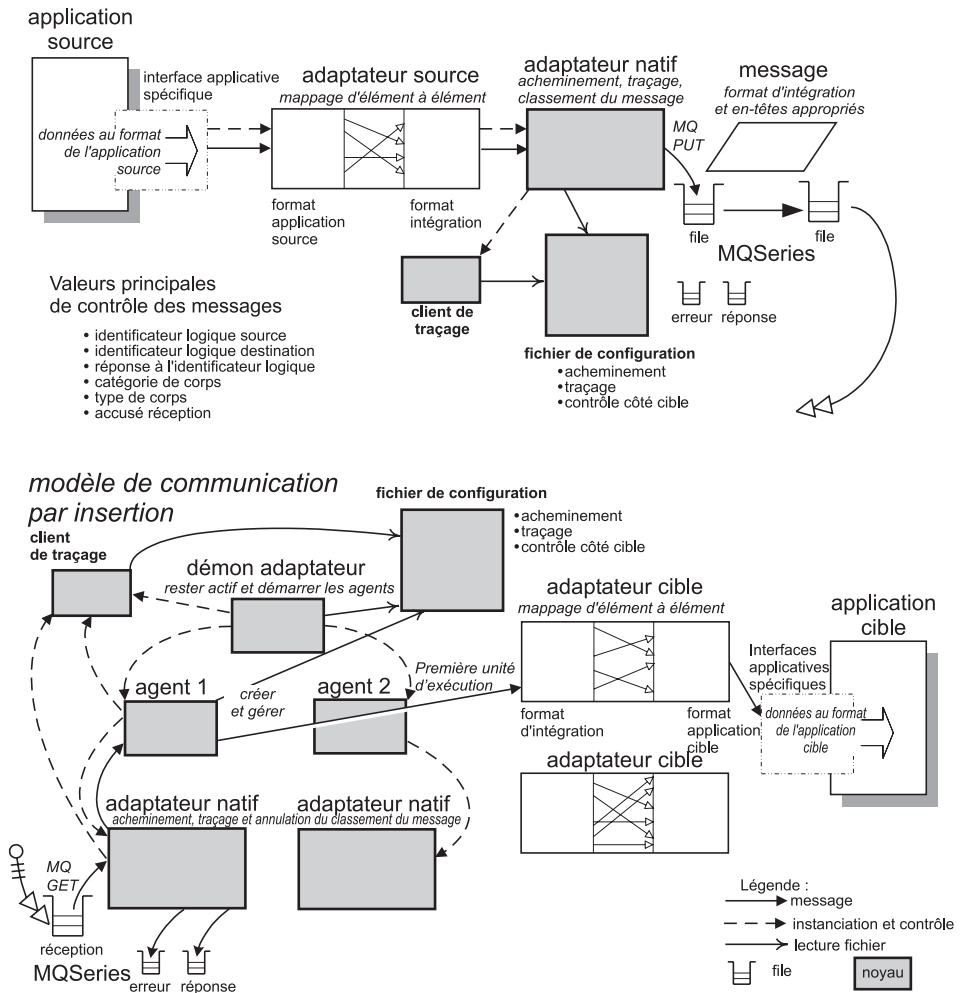 application
source
interface applicative
spécifique
données au format
de l'application
source
adaptateur source
mappage d'élément à élément
format
application
source
format
intégration
adaptateur natif
acheminement, traçage,
classement du message
MQ
PUT
message
format d'intégration
et en-têtes appropriés
file
file
MQSeries
erreur
réponse
client de
traçage
fichier de configuration
•acheminement
•traçage
•contrôle côté cible
Valeurs principales
de contrôle des messages
• identificateur logique source
• identificateur logique destination
• réponse à l'identificateur logique
• catégorie de corps
• type de corps
• accusé réception
modèle de communication
par insertion
client
de traçage
fichier de configuration
•acheminement
•traçage
•contrôle côté cible
démon adaptateur
rester actif et démarrer les agents
agent 1
créer
et gérer
agent 2
Première unité
d'exécution
adaptateur cible
mappage d'élément à élément
format
d'intégration
format
application
cible
adaptateur cible
Interfaces
applicatives
spécifiques
données au format
de l'application
cible
application
cible
adaptateur natif
adaptateur natif
acheminement, traçage et annulation du classement du message
MQ
GET
réception
MQSeries
erreur
réponse
Légende :
message
instanciation et contrôle
lecture fichier
file
noyau